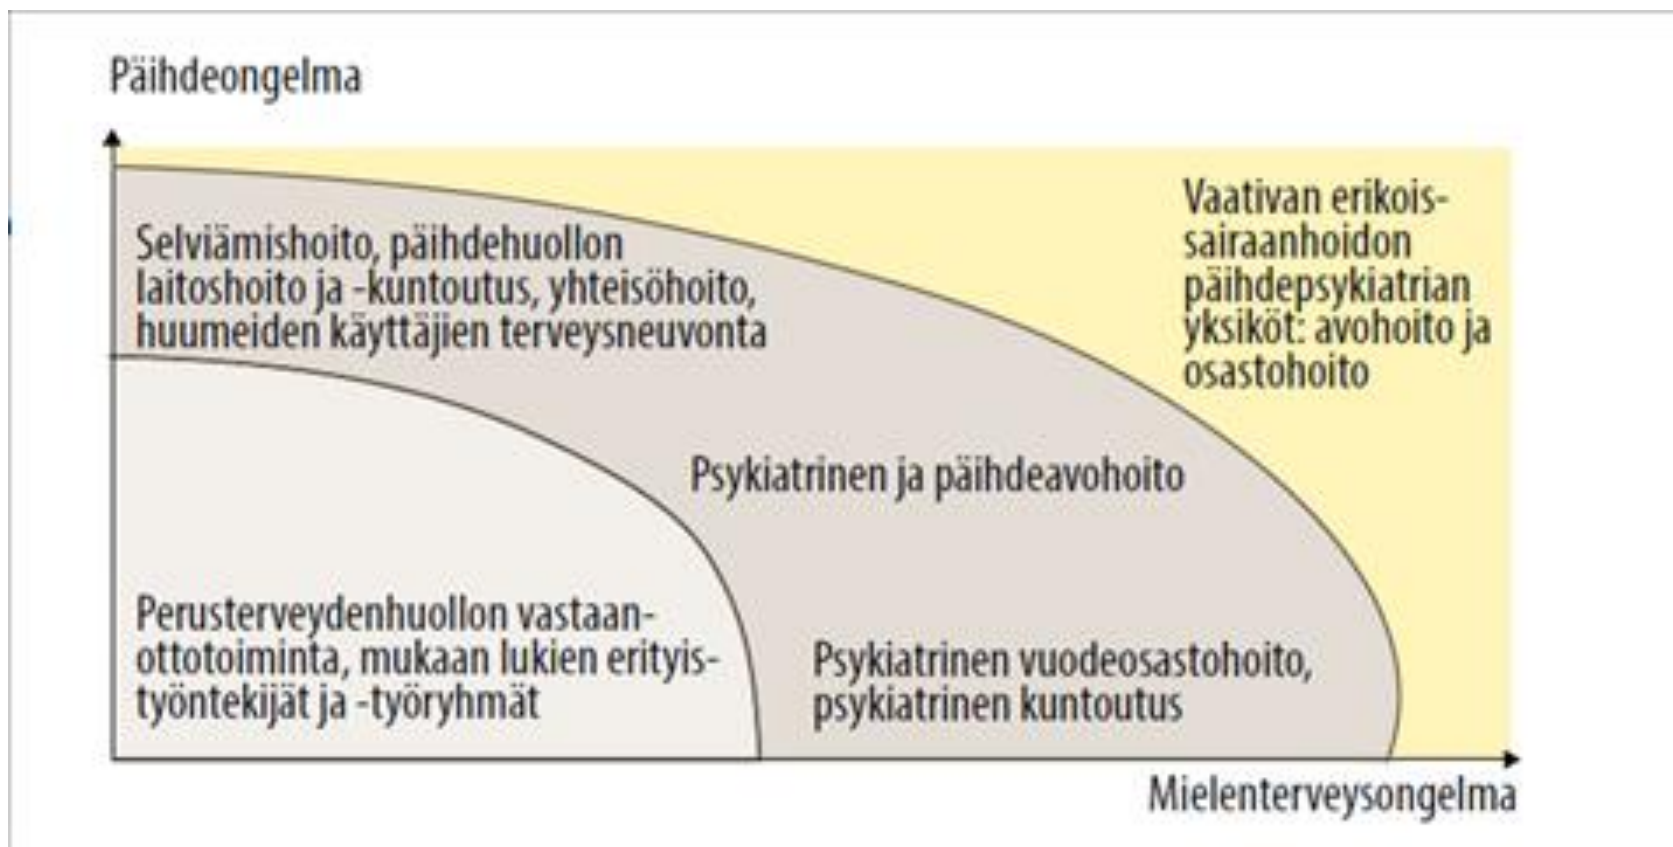 Päihdeongelma
Selviämishoito, päihdehuollon
laitoshoito ja -kuntoutus, yhteisöhoito,
huumeiden käyttäjien terveysneuvonta
Vaativan erikois-
sairaanhoidon
päihdepsykiatrian
yksiköt: avohoito ja
osastohoito
Psykiatrinen ja päihdeavohoito
Perusterveydenhuollon vastaan-
ottotoiminta, mukaan lukien erityis-
työntekijät ja -työryhmät
Psykiatrinen vuodeosastohoito,
psykiatrinen kuntoutus
Mielenterveysongelma